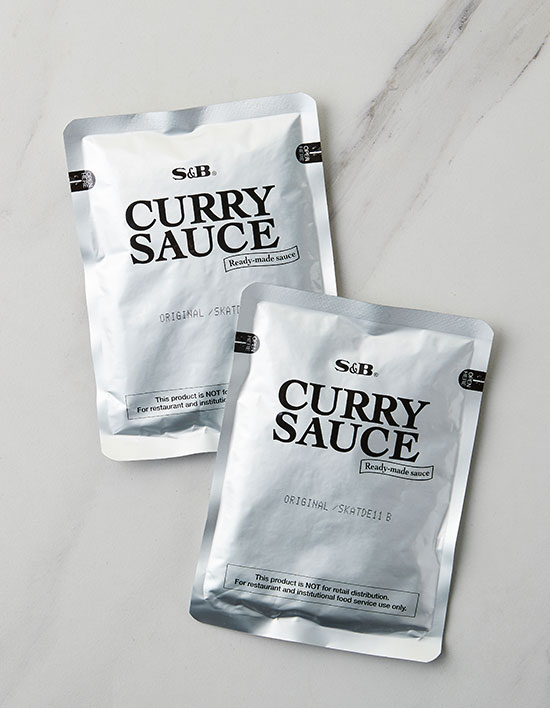 S&B®
CURRY
SAUCE
Ready-made sauce
ORIGINAL /SKATD
This product is NOT for
For restaurant and institutional
S&B®
CURRY
SAUCE
Ready-made sauce
ORIGINAL /SKATDE11 B
This product is NOT for retail distribution.
For restaurant and institutional food service use only.